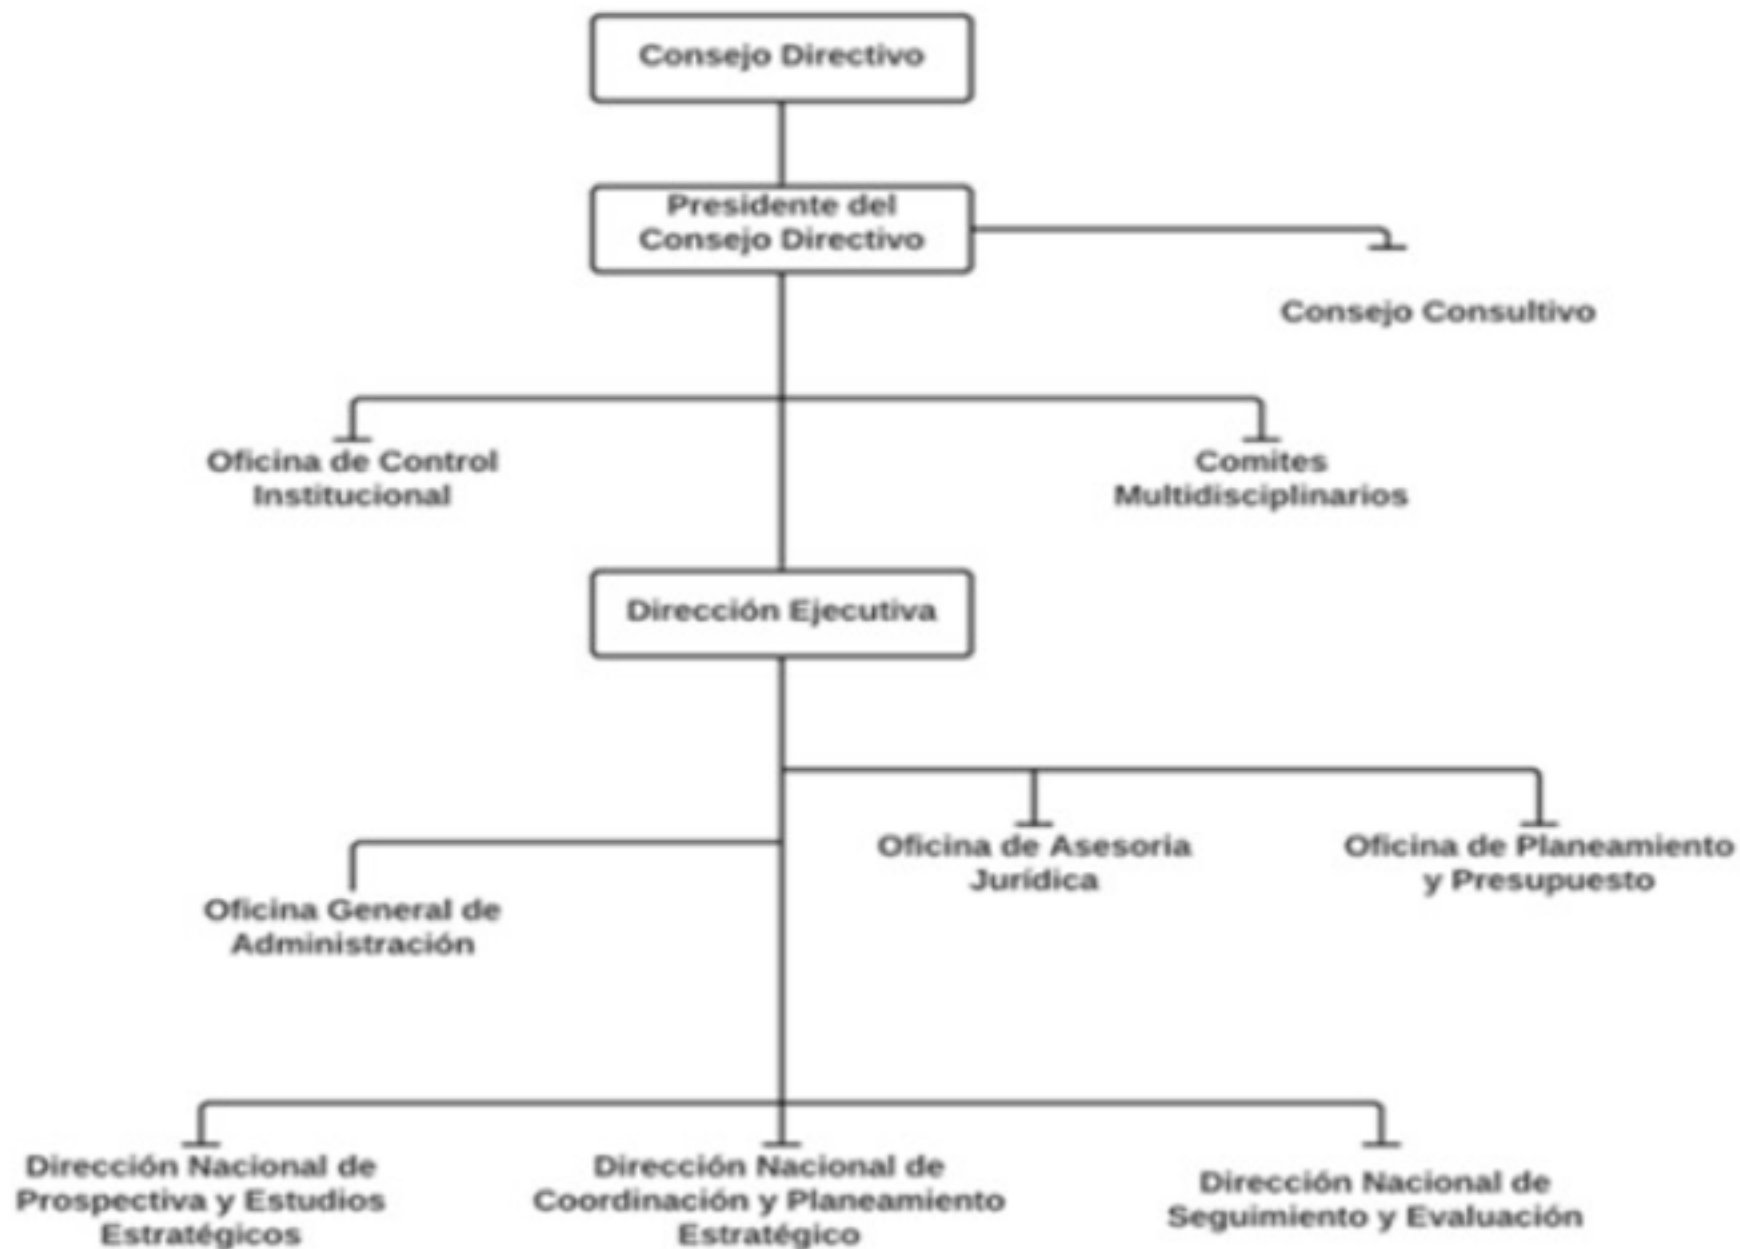 Consejo Directivo
Presidente del
Consejo Directivo
Consejo Consultivo
Oficina de Control
Institucional
Comites
Multidisciplinarios
Dirección Ejecutiva
Oficina de Asesoria
Jurídica
Oficina de Planeamiento
y Presupuesto
Oficina General de
Administración
Dirección Nacional de
Prospectiva y Estudios
Estratégicos
Dirección Nacional de
Coordinación y Planeamiento
Estratégico
Dirección Nacional de
Seguimiento y Evaluación